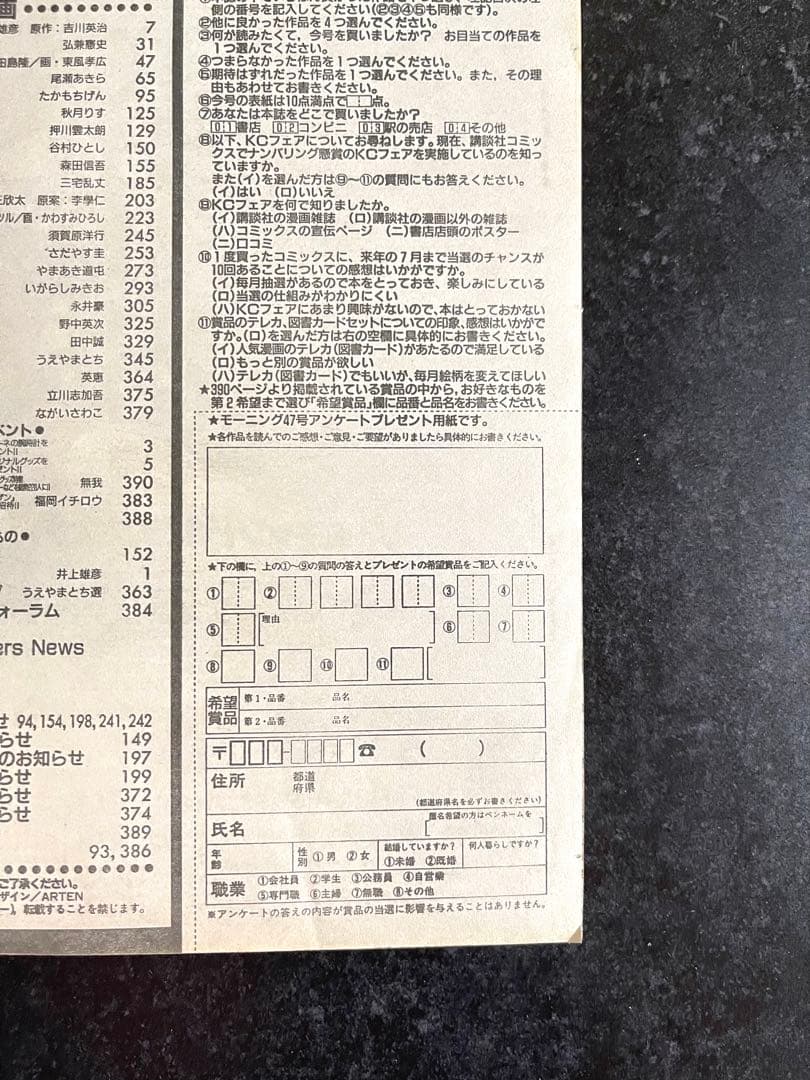 画●●●●●●●●●●●
雄彦 原作：吉川英治 7
弘兼憲史 31
田島隆／画・東風孝広 47
尾瀬あきら 65
たかもちげん 95
秋月りす 125
押川雲太朗 129
谷村ひとし 150
森田信吾 155
三宅乱丈 185
王欣太 原案：李學仁 203
ツル／画・かわすみひろし 223
須賀原洋行 245
さだやす圭 253
やまあき道屯 273
いがらしみきお 293
永井豪 305
野中英次 325
田中誠 329
うえやまとち 345
英恵 364
立川志加吾 375
ながいさわこ 379
ベント●
3
5
無我 390
福岡イチロウ 383
388
もの●
152
井上雄彦 1
うえやまとち選 363
フォーラム 384
ers News
せ 94,154,198,241,242
らせ 149
のお知らせ 197
らせ 199
らせ 372
らせ 374
389
93,386
ご了承ください。
ザイン／ARTEN
転載することを禁じます。
側の番号を記入してください（②③④⑤も同様です）。
②他に良かった作品を４つ選んでください。
③何が読みたくて，今号を買いましたか？ お目当ての作品を
１つ選んでください。
④つまらなかった作品を１つ選んでください。
⑤期待はずれだった作品を１つ選んでください。また，その理
由もあわせてお書きください。
⑥今号の表紙は10点満点で□点。
⑦あなたは本誌をどこで買いましたか？
0 1書店 0 2コンビニ 0 3駅の売店 0 4その他
⑧以下，KCフェアについてお尋ねします。現在，講談社コミッ
クスでナンバリング懸賞のKCフェアを実施しているのを知っ
ていますか。
また(イ)を選んだ方は⑨〜⑪の質問にもお答えください。
(イ)はい (ロ)いいえ
⑨KCフェアを何で知りましたか。
(イ)講談社の漫画雑誌 (ロ)講談社の漫画以外の雑誌
(ハ)コミックスの宣伝ページ (ニ)書店店頭のポスター
(ニ)口コミ
⑩１度買ったコミックスに，来年の７月まで当選のチャンスが
10回あることについての感想はいかがですか。
(イ)毎月抽選があるので本をとっておき，楽しみにしている
(ロ)当選の仕組みがわかりにくい
(ハ)KCフェアにあまり興味がないので，本はとっておかない
⑪賞品のテレカ、図書カードセットについての印象、感想はいかがで
すか。(ロ)を選んだ方は右の空欄に具体的にお書きください。
(イ)人気漫画のテレカ(図書カード)があたるので満足している
(ロ)もっと別の賞品が欲しい
(ハ)テレカ(図書カード)でもいいが，毎月絵柄を変えてほしい
★390ページより掲載されている賞品の中から，お好きなものを
第２希望まで選び「希望賞品」欄に品番と品名をお書きください。
★モーニング47号アンケートプレゼント用紙です。
★各作品を読んでのご感想・ご意見・ご要望がありましたら具体的にお書きください。
★下の欄に，上の①〜⑨の質問の答えとプレゼントの希望賞品をご記入ください。
① ② ③ ④
⑤ 理由 ⑥ ⑦
⑧ ⑨ ⑩ ⑪
希望賞品 第１・品番 品名
第２・品番 品名
〒 - ☎ ( )
住所 都道府県
(都道府県名を必ずお書きください)
氏名 匿名希望の方はペンネームを
年齢 性別 ①男 ②女 結婚していますか？ ①未婚 ②既婚 何人暮らしですか？
職業 ①会社員 ②学生 ③公務員 ④自営業
⑤専門職 ⑥主婦 ⑦無職 ⑧その他
※アンケートの答えの内容が賞品の当選に影響を与えることはありません。